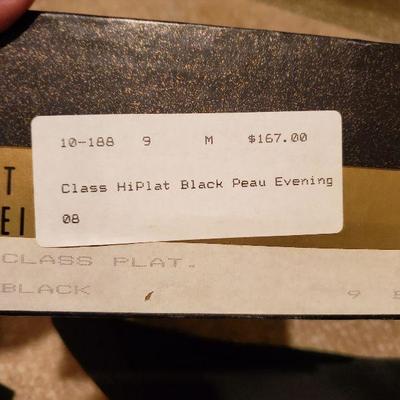 10-188 9 M $167.00
Class HiPlat Black Peau Evening
08
CLASS PLAT.
BLACK 9